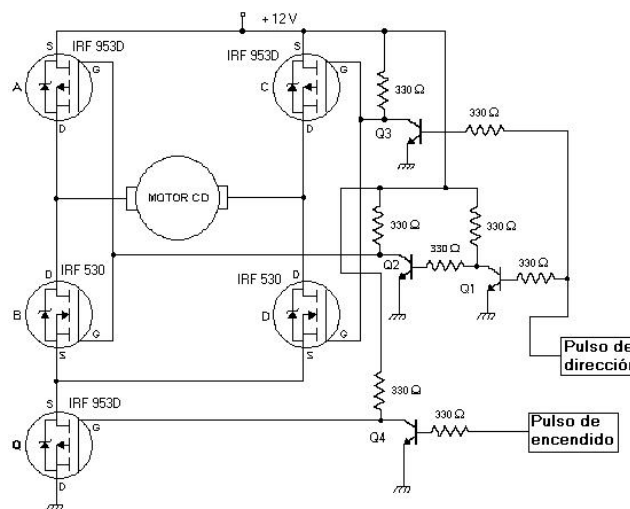 + 12 V
S
IRF 953D
A
G
D
S
IRF 953D
C
G
D
330 Ω
Q3
330 Ω
MOTOR CD
330 Ω
330 Ω
D
IRF 530
B
G
S
D
IRF 530
D
G
S
Q2
330 Ω
Q1
330 Ω
Pulso de
dirección
S
IRF 953D
Q
G
D
330 Ω
Q4
330 Ω
Pulso de
encendido